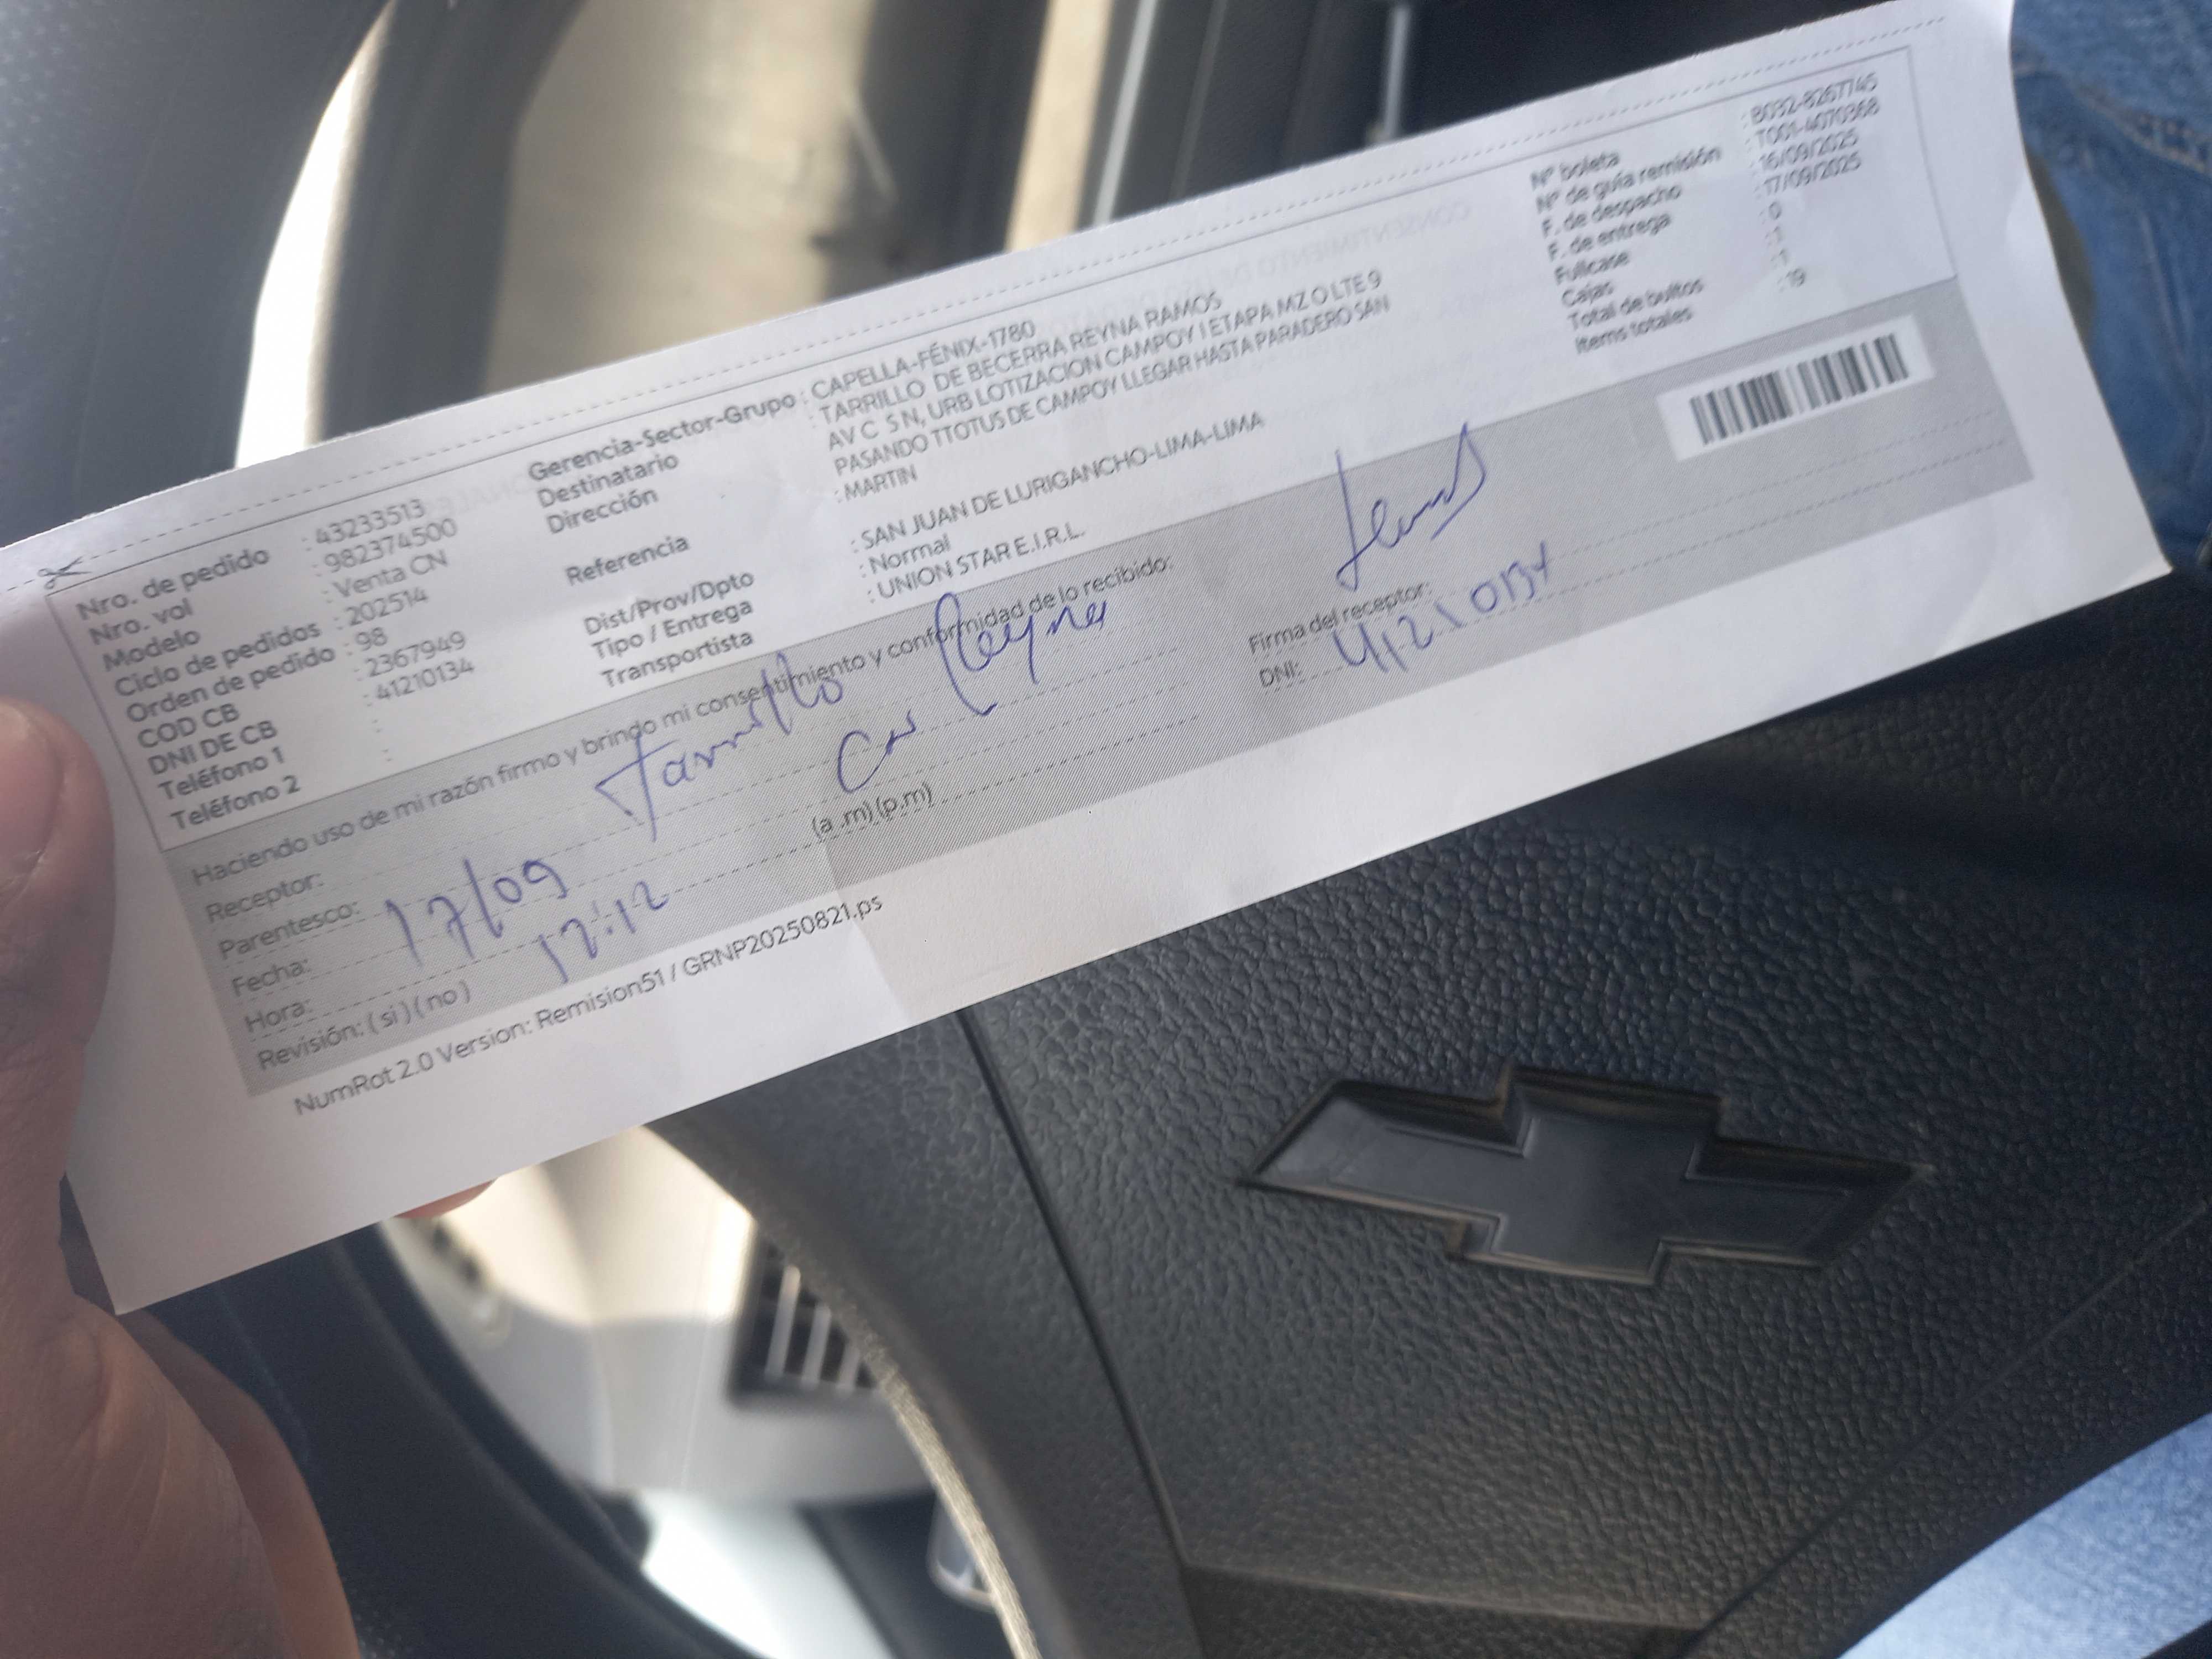 Nro. de pedido : 43233513
Nro. vol : 982374500
Modelo : Venta CN
Ciclo de pedidos : 202514
Orden de pedido : 98
COD CB : 2367949
DNI DE CB : 41210134
Teléfono 1 :
Teléfono 2 :
Gerencia-Sector-Grupo : CAPELLA-FÉNIX-1780
Destinatario : TARRILLO DE BECERRA REYNA RAMOS
Dirección AV C S N, URB LOTIZACION CAMPOY I ETAPA MZ O LTE 9
PASANDO TTOTUS DE CAMPOY LLEGAR HASTA PARADERO SAN
Referencia : MARTIN
Dist/Prov/Dpto : SAN JUAN DE LURIGANCHO-LIMA-LIMA
Tipo / Entrega : Normal
Transportista : UNION STAR E.I.R.L.
Nº boleta : B032-8267745
Nº de guía remisión : T001-4070368
F. de despacho : 16/09/2025
F. de entrega : 17/09/2025
Fullcase : 0
Cajas : 1
Total de bultos : 1
Items totales : 19
Haciendo uso de mi razón firmo y brindo mi consentimiento y conformidad de lo recibido:
Receptor: Tarrillo Reyna
Parentesco:
Fecha: 17/09
Hora: 12:12 (a .m) (p.m)
Revisión: ( si ) ( no )
Firma del receptor:
DNI: 41210134
NumRot 2.0 Version: Remision51 / GRNP20250821.ps